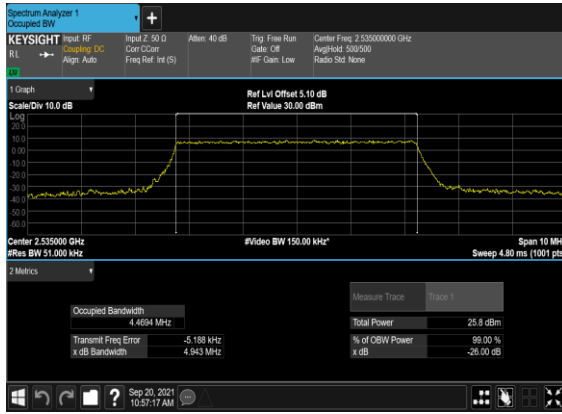 Spectrum Analyzer 1
Occupied BW
+
KEYSIGHT
RL
Input: RF
Coupling: DC
Align: Auto
Input Z: 50 Ω
Corr CCorr
Freq Ref: Int (S)
Atten: 40 dB
Trig: Free Run
Gate: Off
#IF Gain: Low
Center Freq: 2.535000000 GHz
Avg|Hold: 500/500
Radio Std: None
1 Graph
Scale/Div 10.0 dB
Ref Lvl Offset 5.10 dB
Ref Value 30.00 dBm
Log
20.0
10.0
0.00
-10.0
-20.0
-30.0
-40.0
-50.0
-60.0
Center 2.535000 GHz
#Video BW 150.00 kHz*
Span 10 MH
#Res BW 51.000 kHz
Sweep 4.80 ms (1001 pts
2 Metrics
Measure Trace
Trace 1
Occupied Bandwidth
4.4694 MHz
Total Power
25.8 dBm
Transmit Freq Error
-5.188 kHz
% of OBW Power
99.00 %
x dB Bandwidth
4.943 MHz
x dB
-26.00 dB
?
Sep 20, 2021
10:57:17 AM